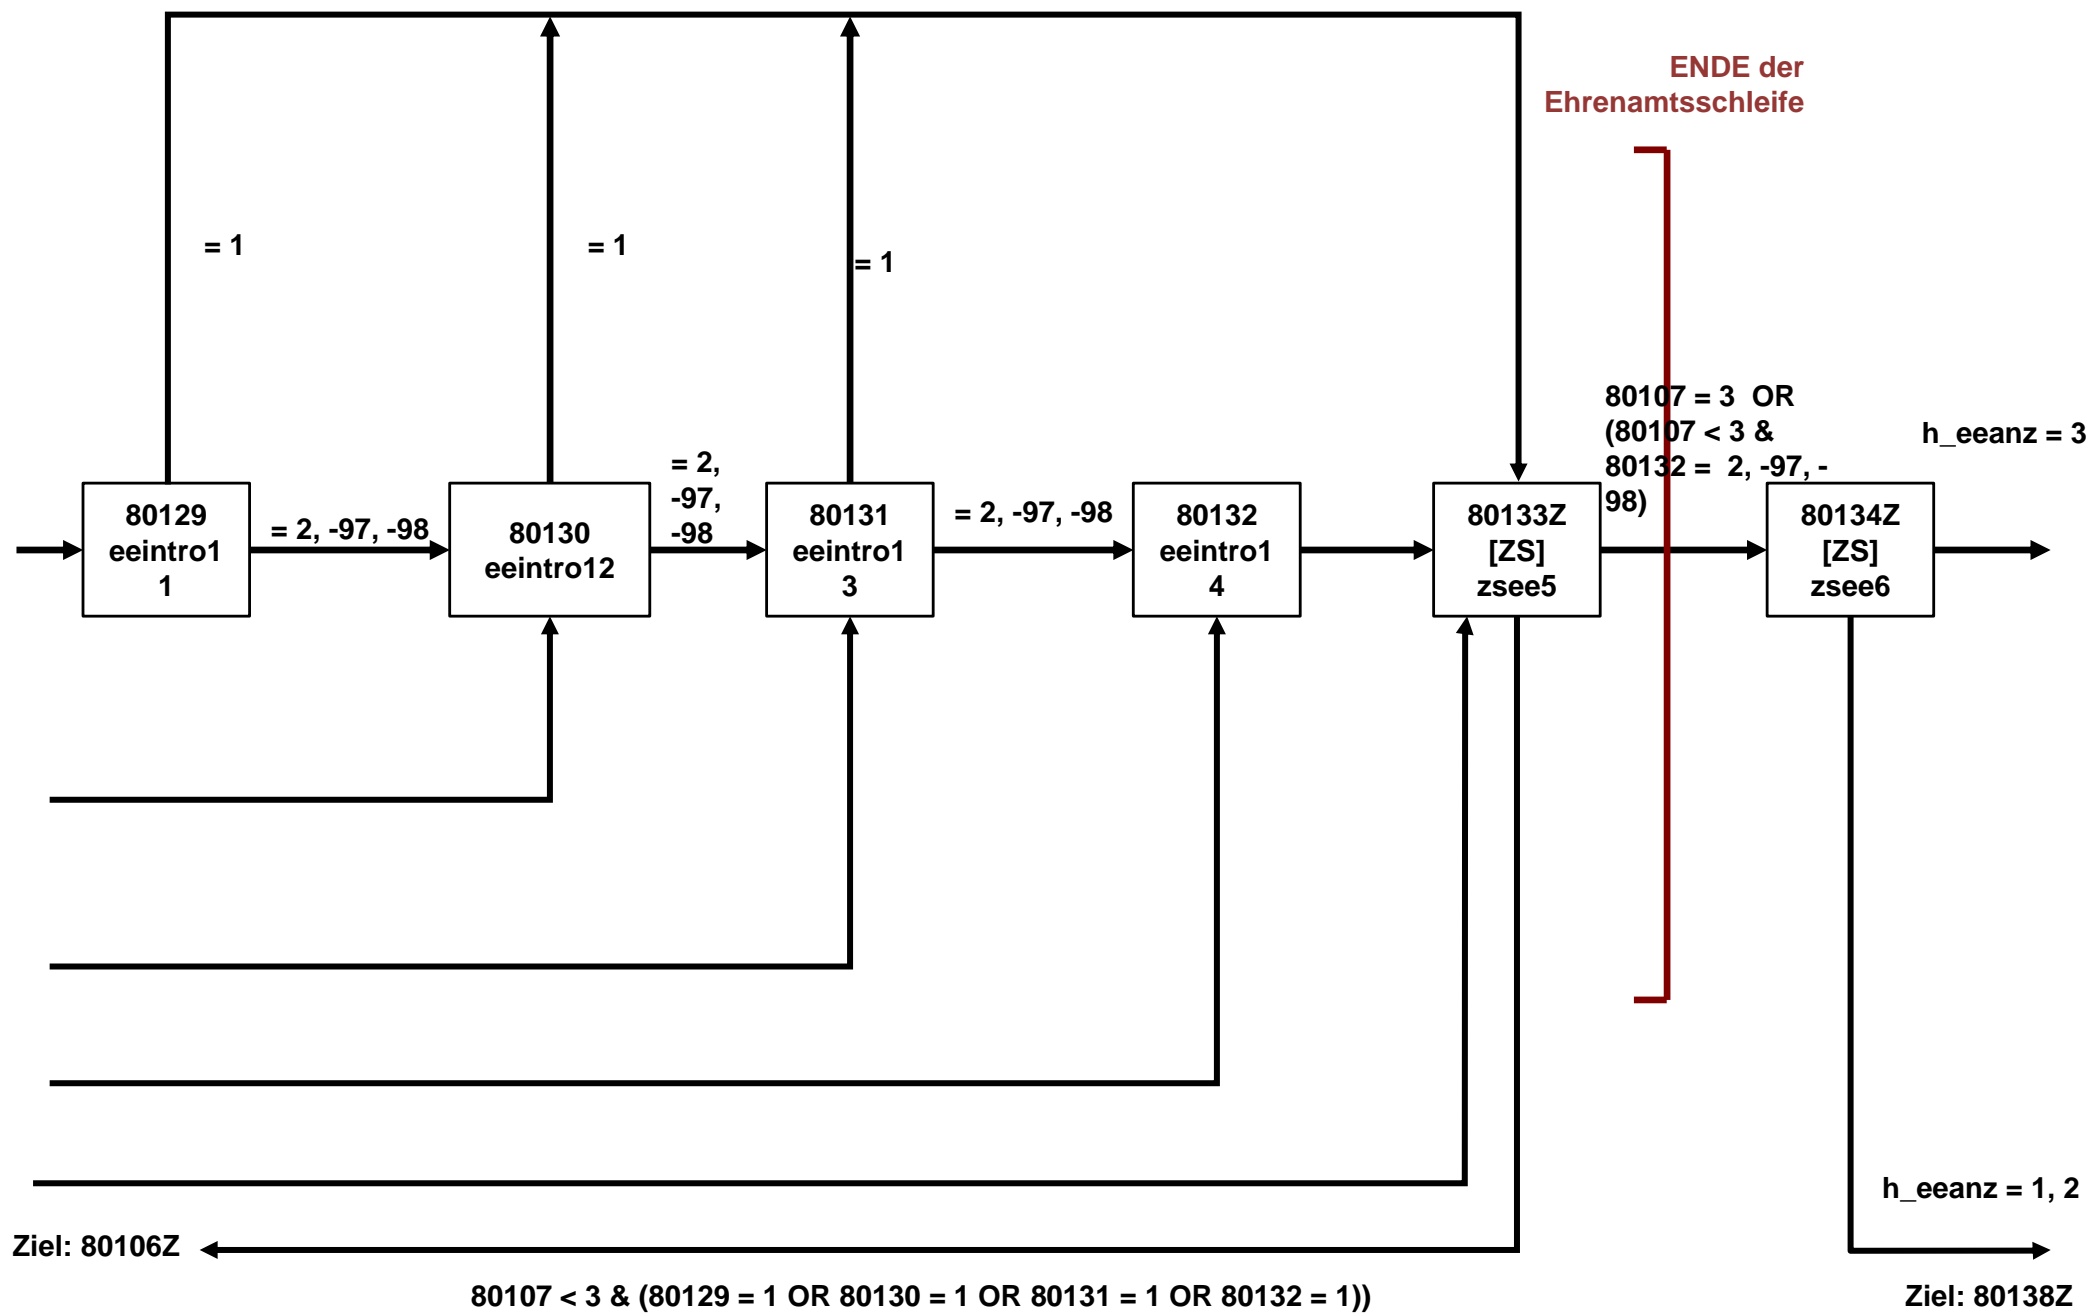 ENDE der
Ehrenamtsschleife
= 1
= 1
= 1
80107 = 3  OR
(80107 < 3 &
80132 =  2, -97, -
98)
h_eeanz = 3
80129
eeintro1
1
= 2, -97, -98
80130
eeintro12
= 2,
-97,
-98
80131
eeintro1
3
= 2, -97, -98
80132
eeintro1
4
80133Z
[ZS]
zsee5
80134Z
[ZS]
zsee6
h_eeanz = 1, 2
Ziel: 80106Z
80107 < 3 & (80129 = 1 OR 80130 = 1 OR 80131 = 1 OR 80132 = 1))
Ziel: 80138Z